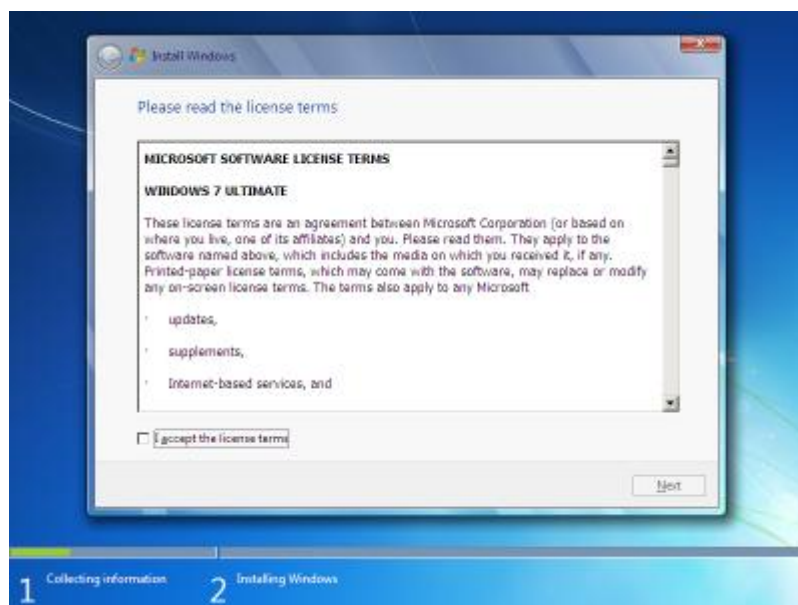 Install Windows
Please read the license terms
MICROSOFT SOFTWARE LICENSE TERMS
WINDOWS 7 ULTIMATE
These license terms are an agreement between Microsoft Corporation (or based on
where you live, one of its affiliates) and you. Please read them. They apply to the
software named above, which includes the media on which you received it, if any.
Printed-paper license terms, which may come with the software, may replace or modify
any on-screen license terms. The terms also apply to any Microsoft
· updates,
· supplements,
· Internet-based services, and
I accept the license terms
Next
1 Collecting information 2 Installing Windows